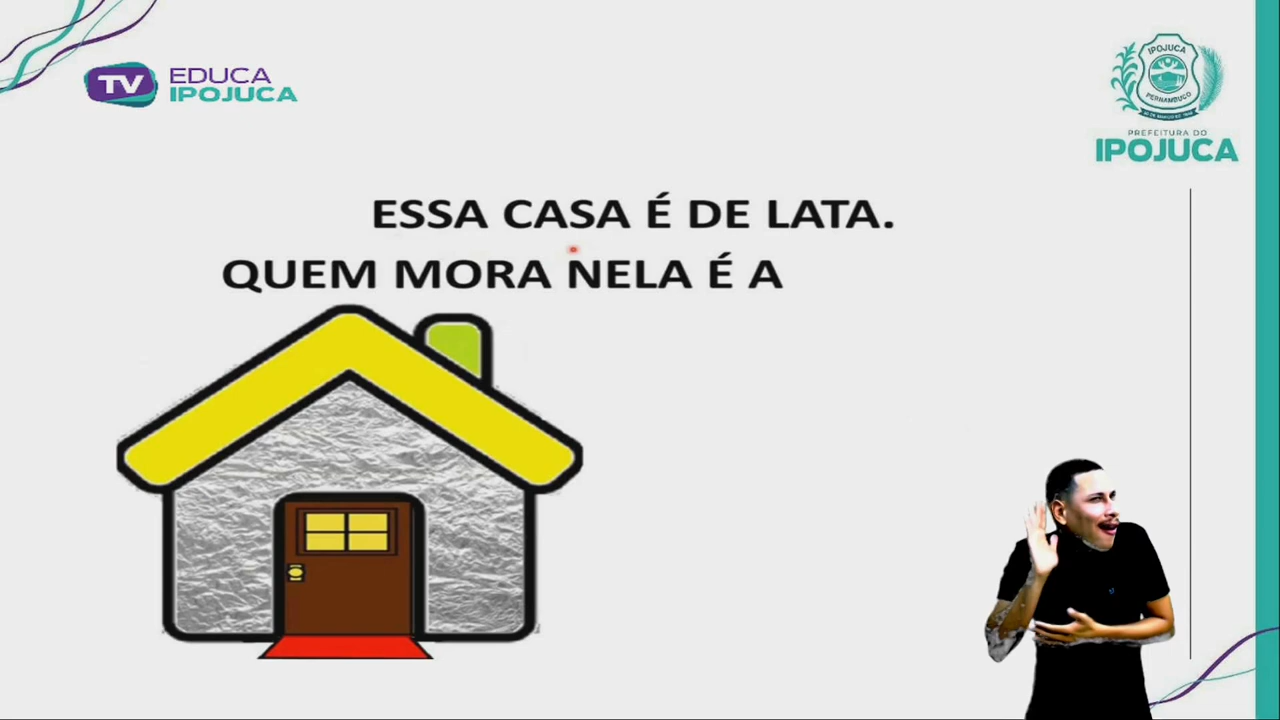 TV EDUCA
IPOJUCA
IPOJUCA
PERNAMBUCO
PREFEITURA DO
IPOJUCA
ESSA CASA É DE LATA.
QUEM MORA NELA É A